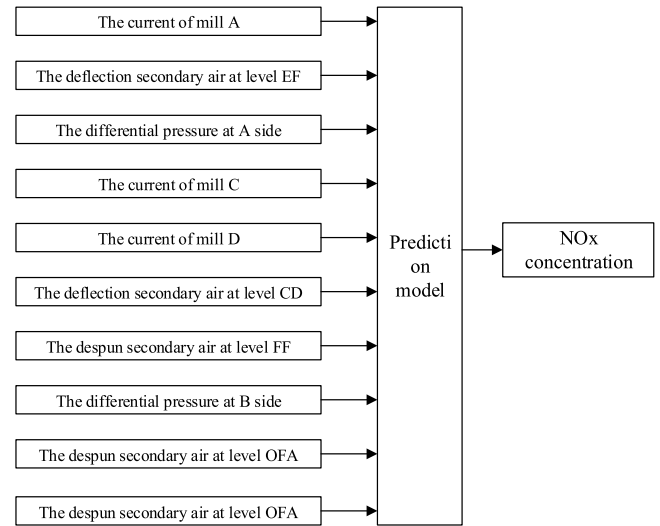 The current of mill A
The deflection secondary air at level EF
The differential pressure at A side
The current of mill C
The current of mill D
The deflection secondary air at level CD
The despun secondary air at level FF
The differential pressure at B side
The despun secondary air at level OFA
The despun secondary air at level OFA
Predicti
on
model
NOx
concentration